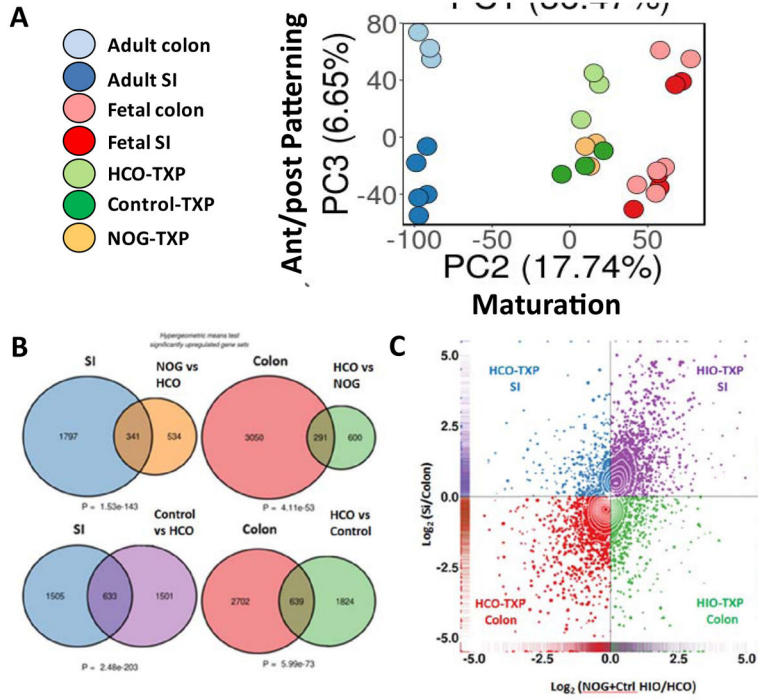 A
Adult colon
Adult SI
Fetal colon
Fetal SI
HCO-TXP
Control-TXP
NOG-TXP
PC1 (30.47%)
Ant/post Patterning
PC3 (6.65%)
80
40
0
-40
-100
-50
0
50
PC2 (17.74%)
Maturation
B
Hypergeometric means test
significantly upregulated gene sets
SI
NOG vs
HCO
1797
341
534
P = 1.53e-143
Colon
HCO vs
NOG
3050
291
600
P = 4.11e-53
SI
Control
vs HCO
1505
633
1501
P = 2.48e-203
Colon
HCO vs
Control
2702
639
1824
P = 5.99e-73
C
HCO-TXP
SI
HIO-TXP
SI
HCO-TXP
Colon
HIO-TXP
Colon
Log2 (Si/Colon)
5.0
2.5
0.0
-2.5
-5.0
-5.0
-2.5
0.0
2.5
5.0
Log2 (NOG+Ctrl HIO/HCO)